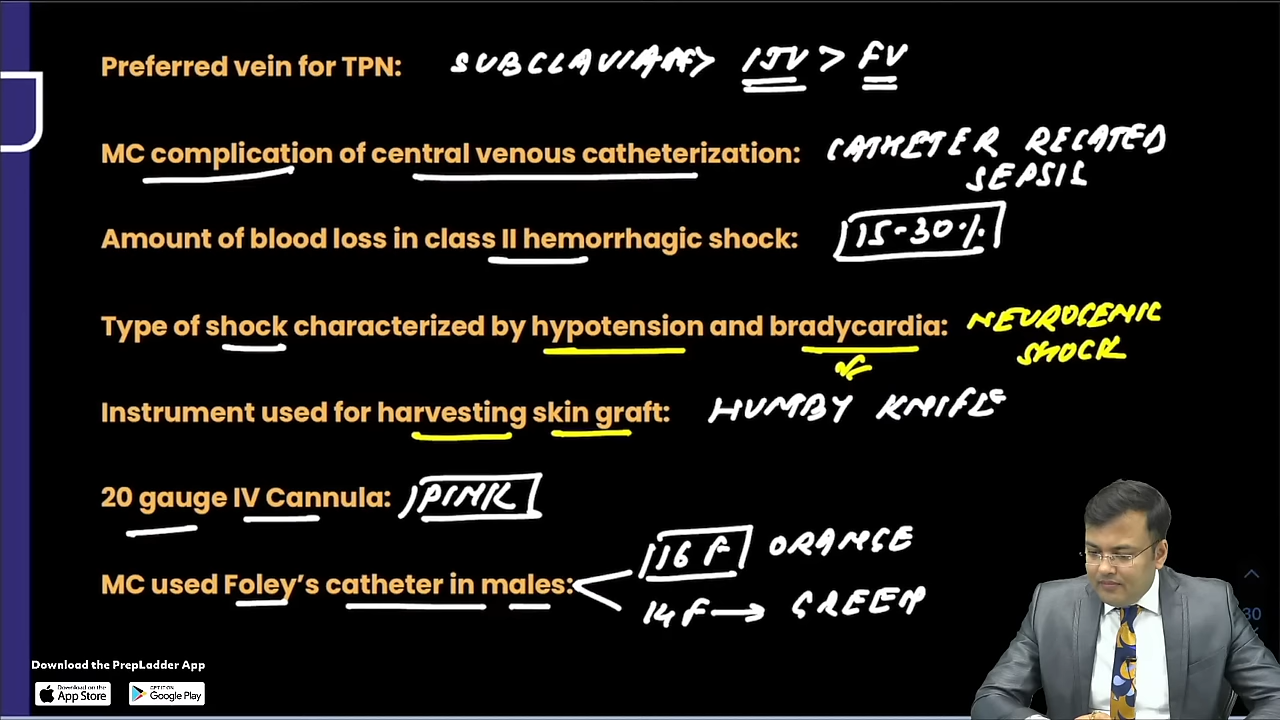 Preferred vein for TPN: SUBCLAVIAN > IJV > FV
MC complication of central venous catheterization: CATHETER RELATED
SEPSIS
Amount of blood loss in class II hemorrhagic shock: 15-30%
Type of shock characterized by hypotension and bradycardia: NEUROGENIC
SHOCK
Instrument used for harvesting skin graft: HUMBY KNIFE
20 gauge IV Cannula: PINK
16 F ORANGE
MC used Foley's catheter in males:
14 F → GREEN
30
Download the PrepLadder App
Download on the App Store
GET IT ON Google Play